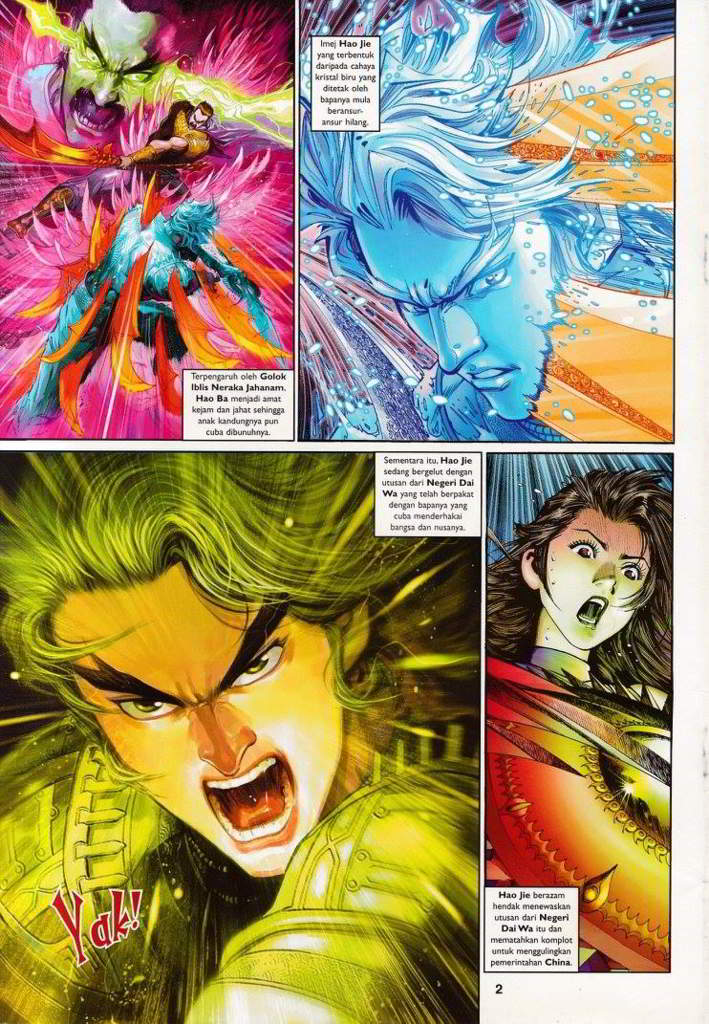 Terpengaruh oleh Golok
Iblis Neraka Jahanam,
Hao Ba menjadi amat
kejam dan jahat sehingga
anak kandungnya pun
cuba dibunuhnya.
Imej Hao Jie
yang terbentuk
daripada cahaya
kristal biru yang
ditetak oleh
bapanya mula
beransur-
ansur hilang.
Sementara itu, Hao Jie
sedang bergelut dengan
utusan dari Negeri Dai
Wa yang telah berpakat
dengan bapanya yang
cuba menderhakai
bangsa dan nusanya.
Yak!
Hao Jie berazam
hendak menewaskan
utusan dari Negeri
Dai Wa itu dan
mematahkan komplot
untuk menggulingkan
pemerintahan China.
2